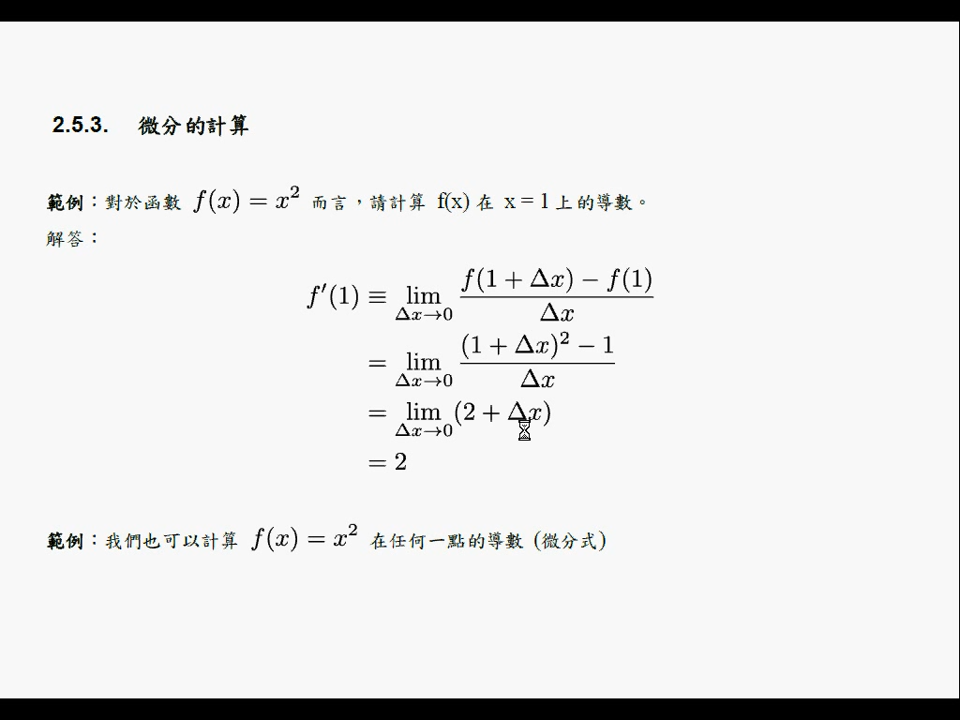 2.5.3. 微分的計算
範例：對於函數 f(x) = x² 而言，請計算 f(x) 在 x = 1 上的導數。
解答：
f′(1) ≡ lim_{Δx→0} (f(1 + Δx) − f(1)) / Δx
= lim_{Δx→0} ((1 + Δx)² − 1) / Δx
= lim_{Δx→0} (2 + Δx)
= 2
範例：我們也可以計算 f(x) = x² 在任何一點的導數 (微分式)